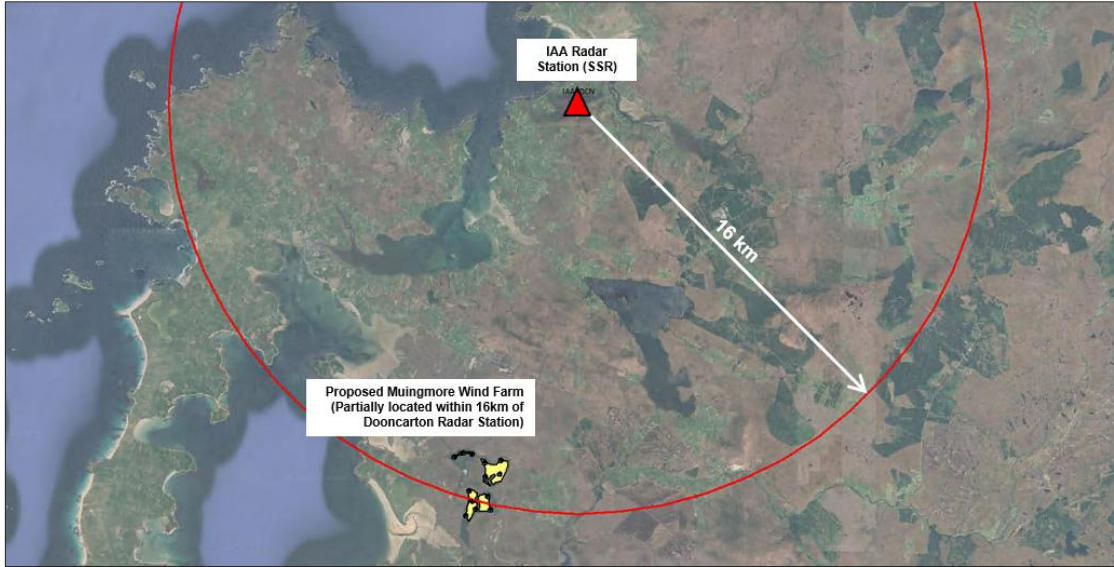 IAA Radar
Station (SSR)
16 km
Proposed Muingmore Wind Farm
(Partially located within 16km of
Dooncarton Radar Station)